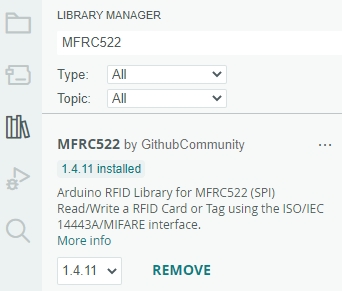 LIBRARY MANAGER
MFRC522
Type: All
Topic: All
MFRC522 by GithubCommunity ...
1.4.11 installed
Arduino RFID Library for MFRC522 (SPI)
Read/Write a RFID Card or Tag using the ISO/IEC
14443A/MIFARE interface.
More info
1.4.11 REMOVE